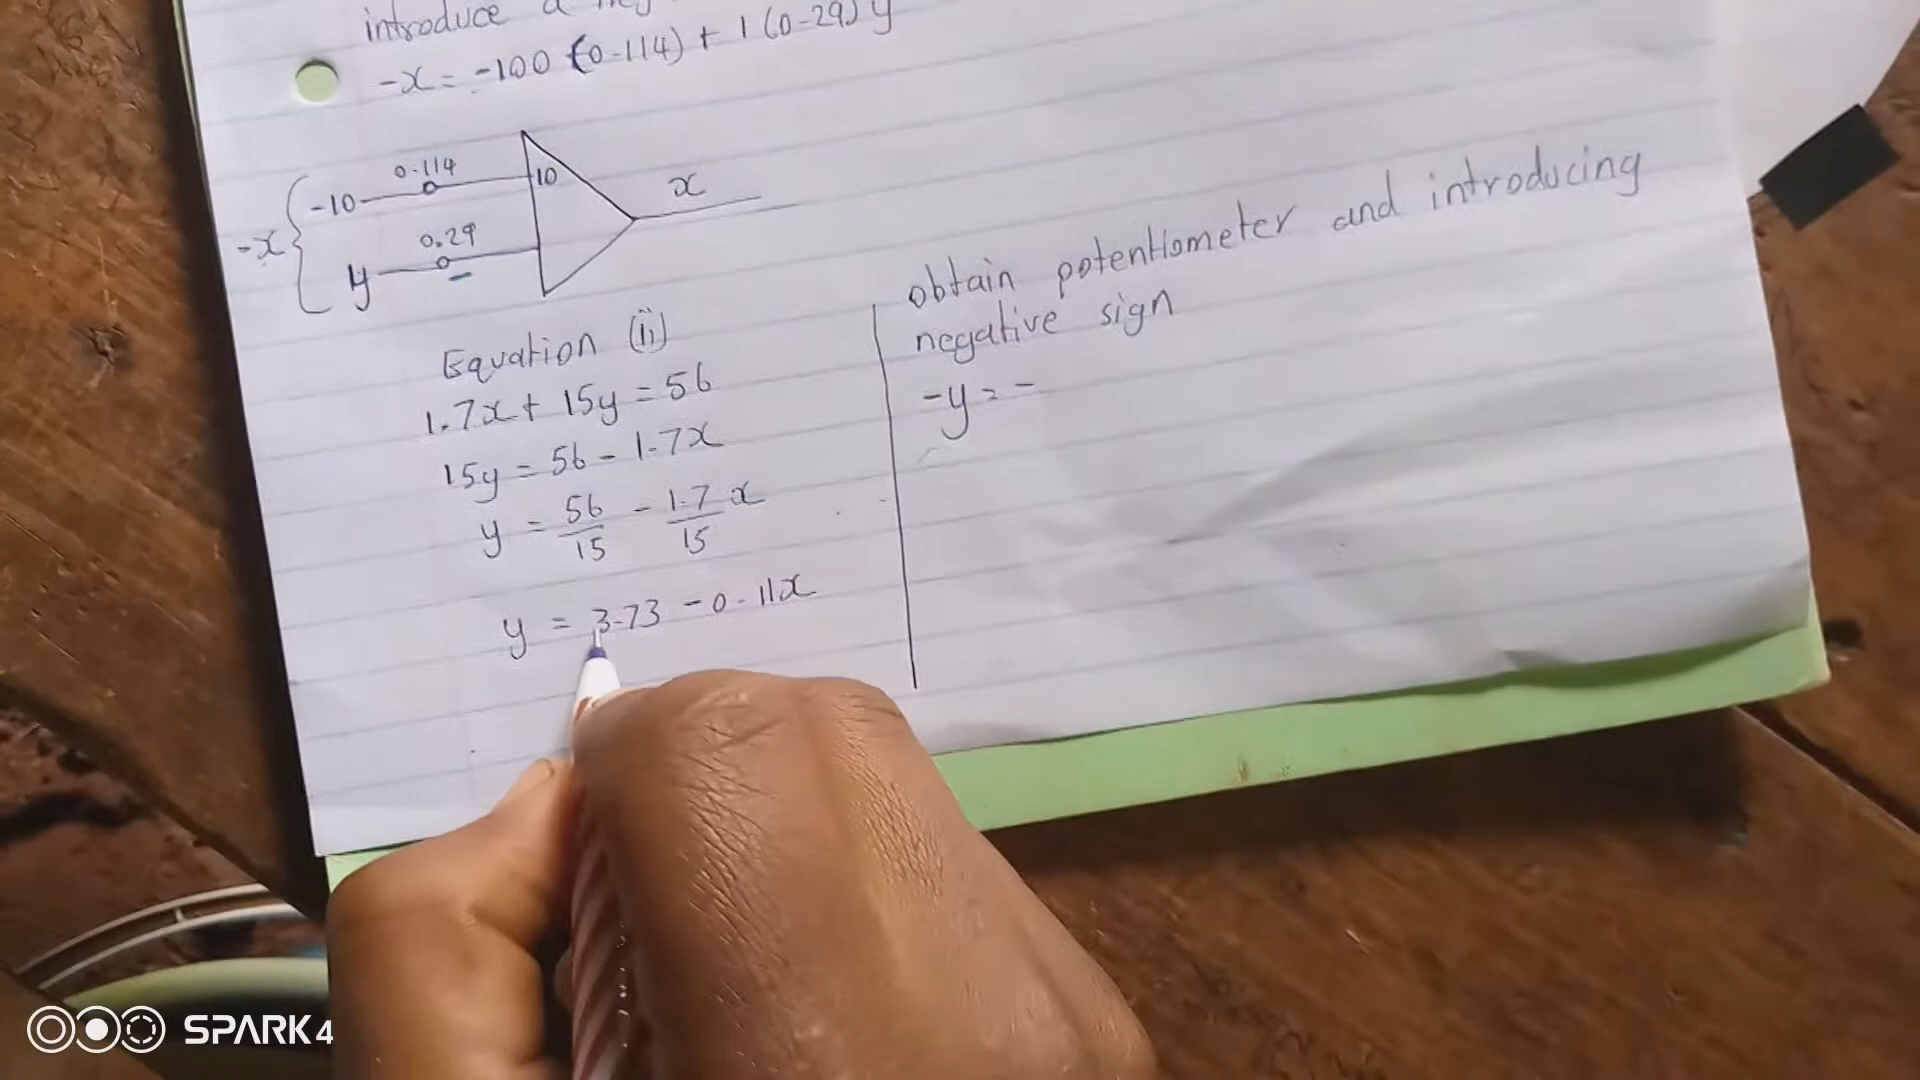 introduce a
-x = -100 (0.114) + 1 (0.29) y
0.114
-10
10
x
-x
0.29
y
Equation (ii)
1.7x + 15y = 56
15y = 56 - 1.7x
y = 56/15 - 1.7/15 x
y = 3.73 - 0.11x
obtain potentiometer and introducing
negative sign
-y = -
SPARK 4